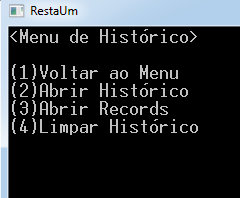 RestaUm
<Menu de Histórico>
(1)Voltar ao Menu
(2)Abrir Histórico
(3)Abrir Records
(4)Limpar Histórico